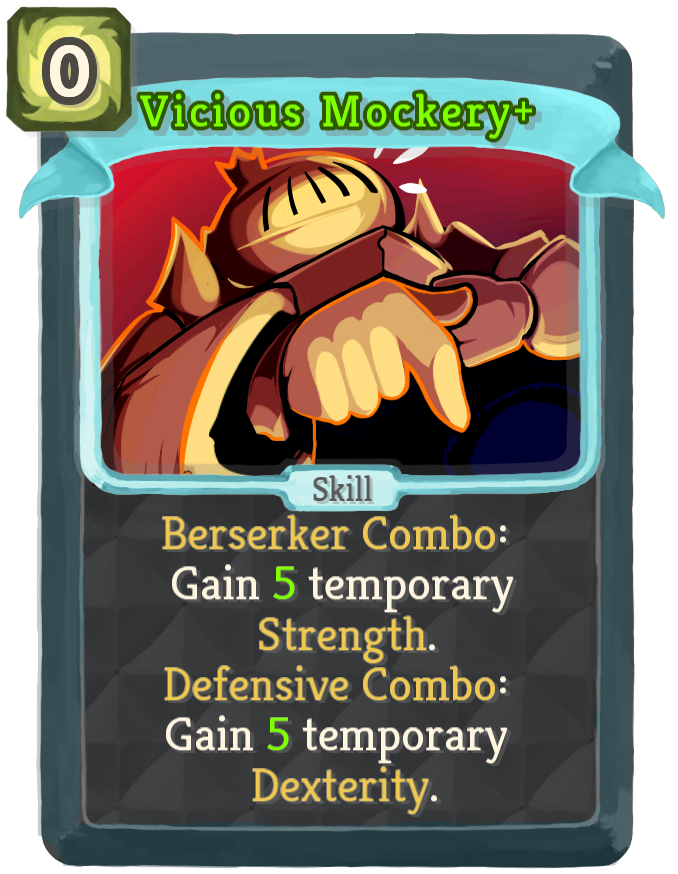 0
Vicious Mockery+
Skill
Berserker Combo:
Gain 5 temporary
Strength.
Defensive Combo:
Gain 5 temporary
Dexterity.